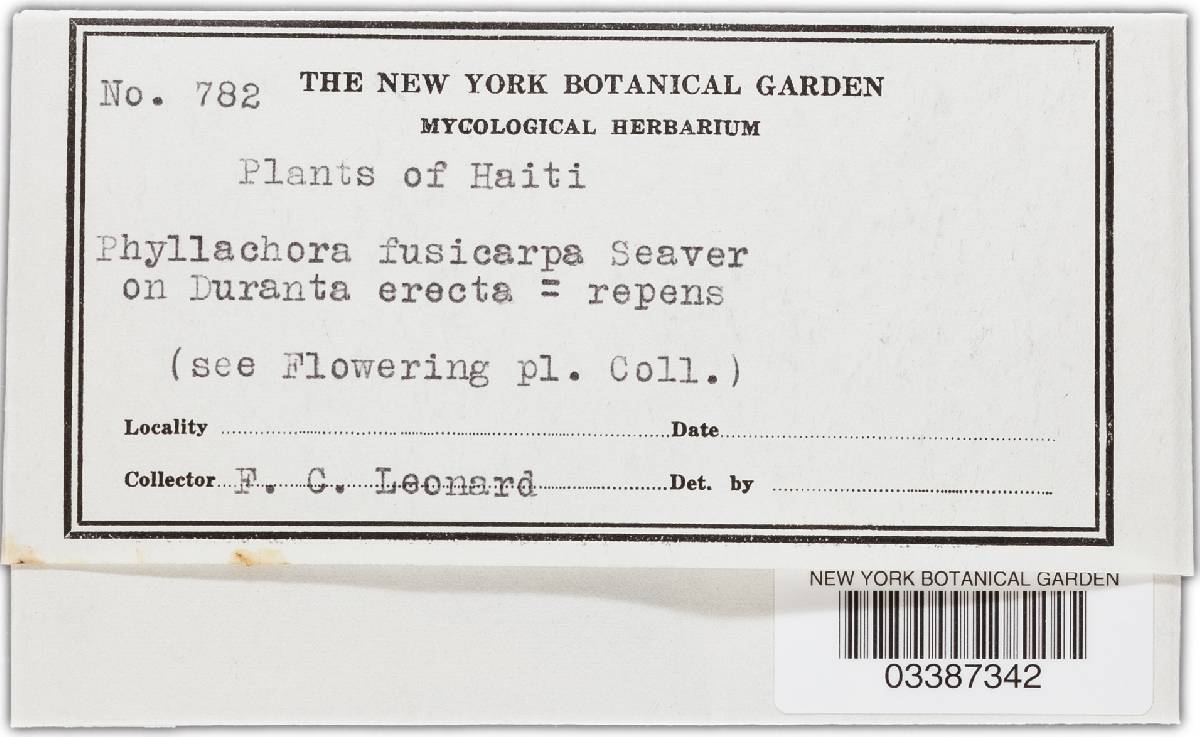 No. 782 THE NEW YORK BOTANICAL GARDEN
MYCOLOGICAL HERBARIUM
Plants of Haiti
Phyllachora fusicarpa Seaver
on Duranta erecta = repens
(see Flowering pl. Coll.)
Locality Date
Collector F. C. Leonard Det. by
NEW YORK BOTANICAL GARDEN
03387342